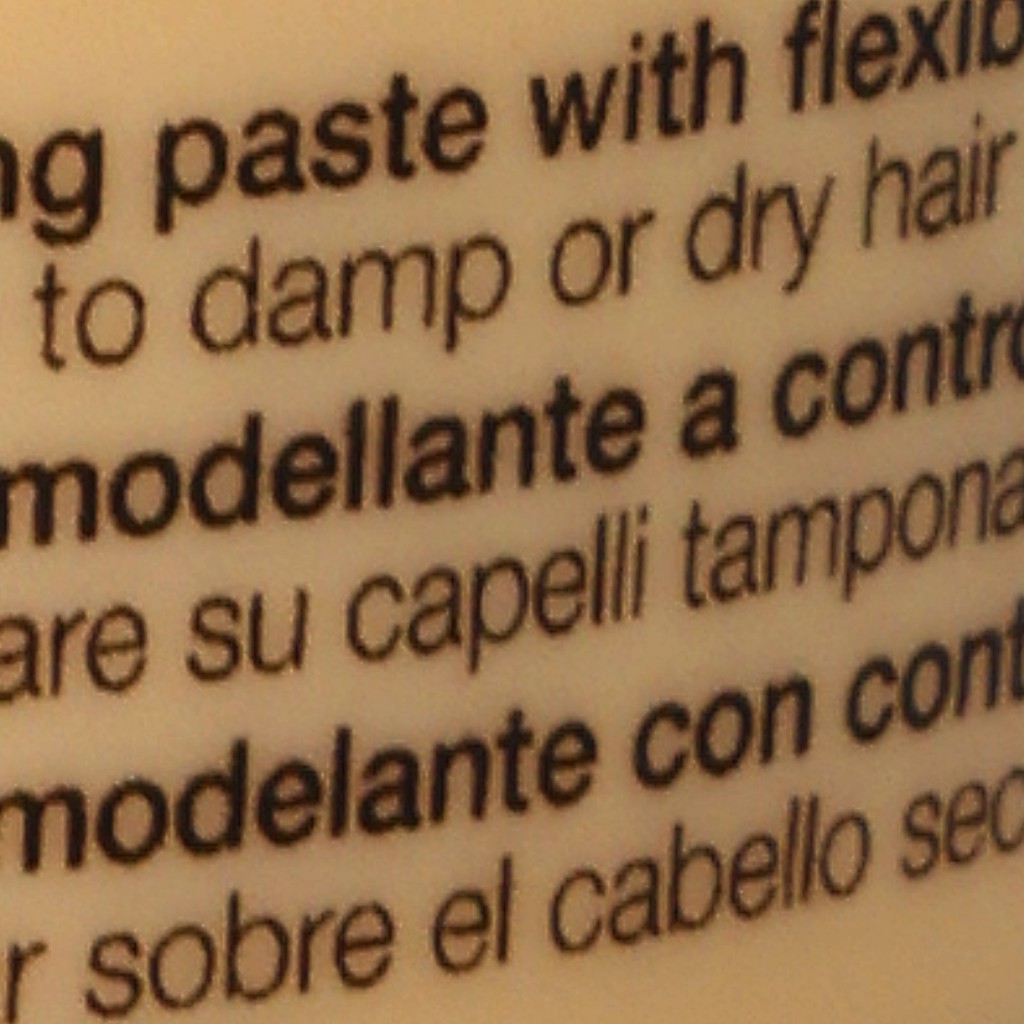 ng paste with flexib
to damp or dry hair
modellante a contro
are su capelli tampona
modelante con cont
r sobre el cabello sec